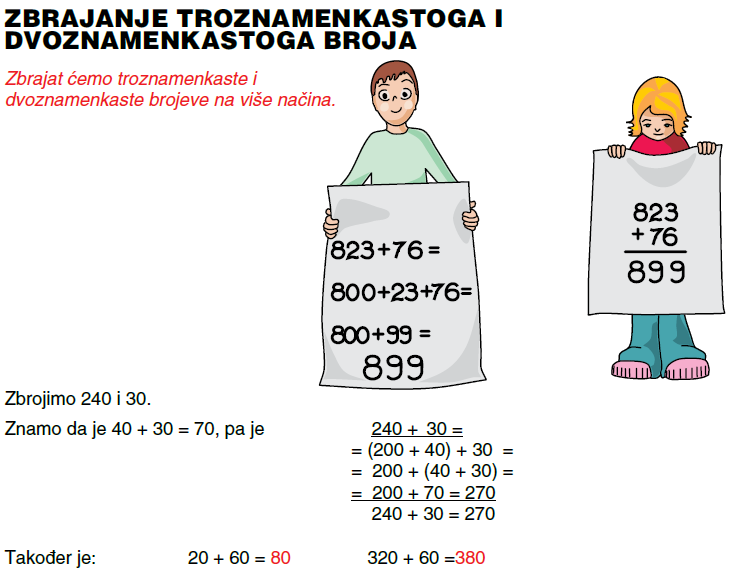 ZBRAJANJE TROZNAMENKASTOGA I
DVOZNAMENKASTOGA BROJA
Zbrajat ćemo troznamenkaste i
dvoznamenkaste brojeve na više načina.
823+76=
800+23+76=
800+99=
899
823
+76
899
Zbrojimo 240 i 30.
Znamo da je 40 + 30 = 70, pa je
240 + 30 =
= (200 + 40) + 30 =
= 200 + (40 + 30) =
= 200 + 70 = 270
240 + 30 = 270
Također je: 20 + 60 = 80 320 + 60 =380